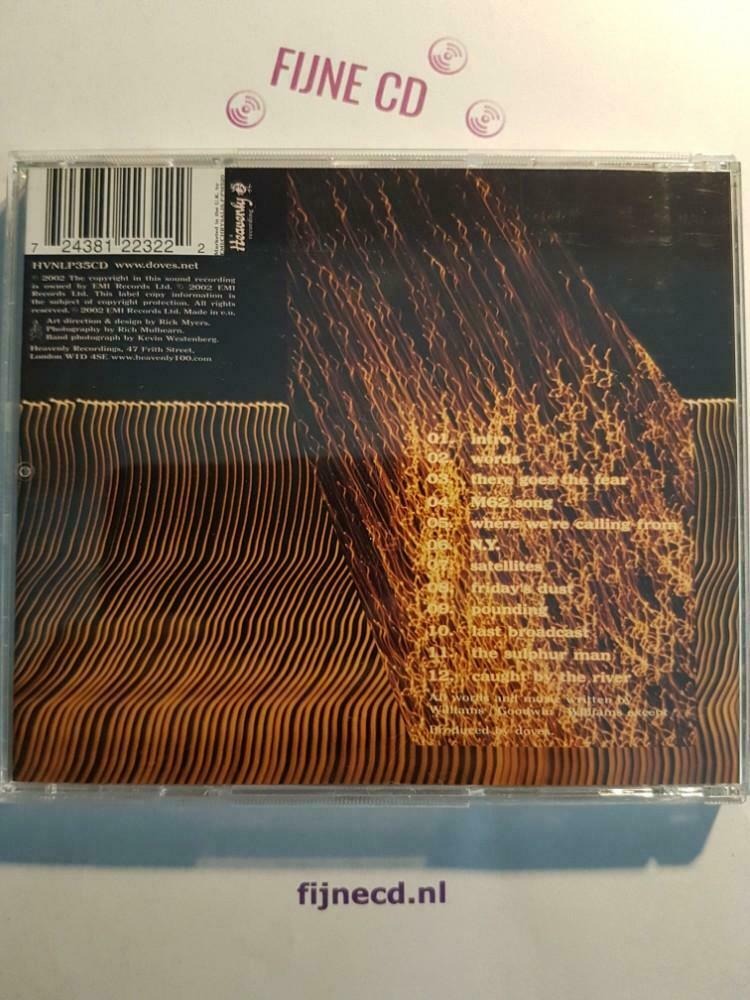 FIJNE CD
7 24381 22322 2
Marketed in the U.K. by
Heavenly
recordings
HVNLP35CD www.doves.net
℗ 2002 The copyright in this sound recording
is owned by EMI Records Ltd. © 2002 EMI
Records Ltd. This label copy information is
the subject of copyright protection. All rights
reserved. © 2002 EMI Records Ltd. Made in e.u.
Art direction & design by Rick Myers.
Photography by Rich Mulhearn.
Band photograph by Kevin Westenberg.
Heavenly Recordings, 47 Frith Street,
London W1D 4SE www.heavenly100.com
01. intro
02. words
03. there goes the fear
04. M62 song
05. where we're calling from
06. N.Y.
07. satellites
08. friday's dust
09. pounding
10. last broadcast
11. the sulphur man
12. caught by the river
All words and music written by
Williams / Goodwin / Williams except
Produced by doves.
fijnecd.nl